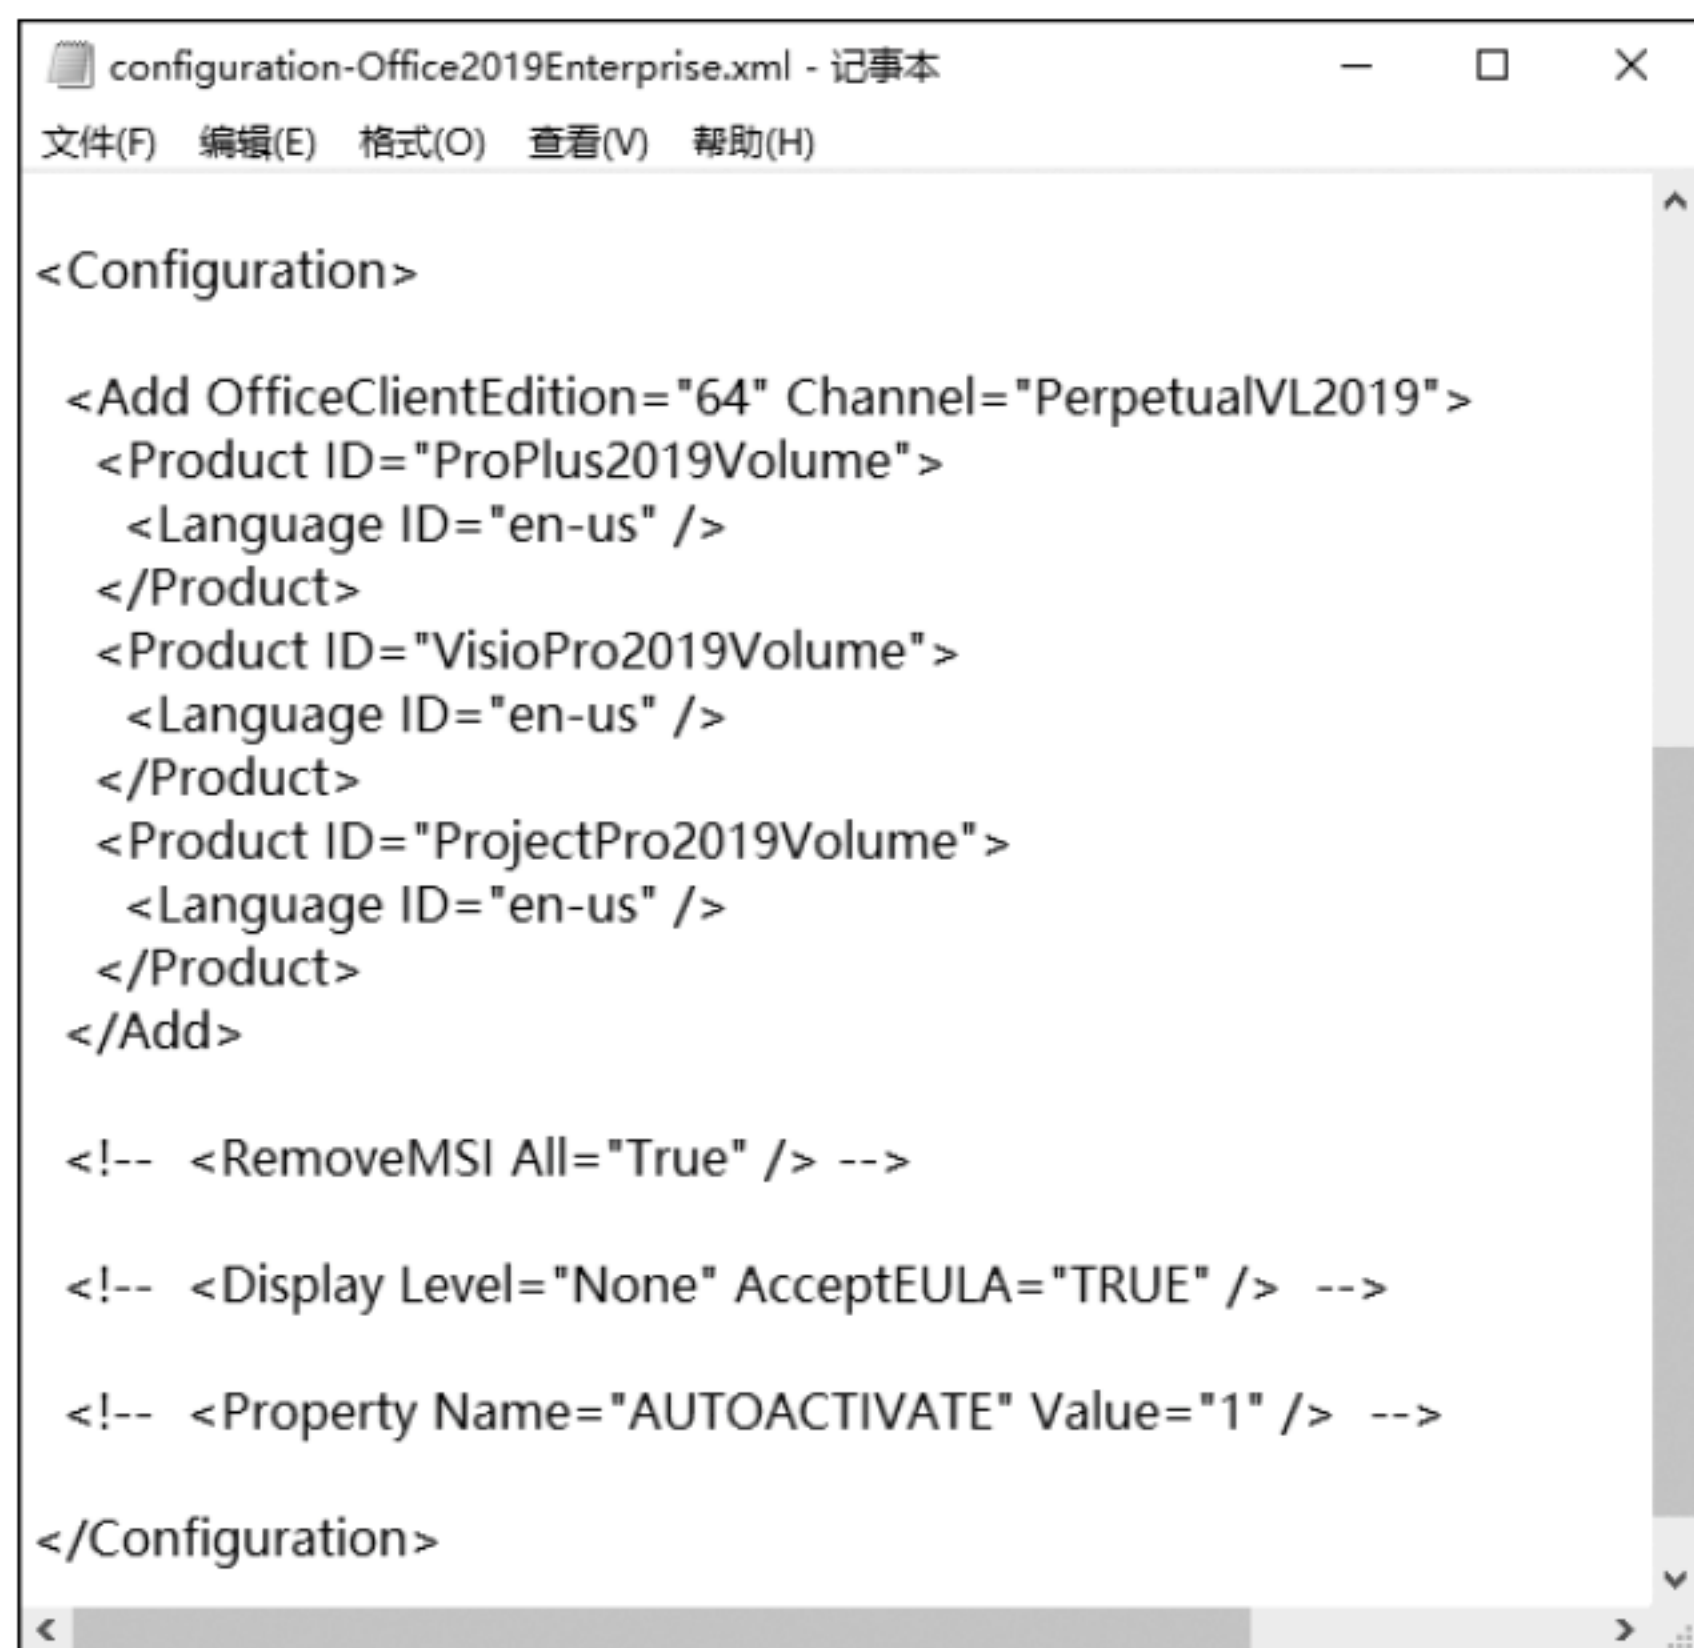 configuration-Office2019Enterprise.xml - 记事本
文件(F) 编辑(E) 格式(O) 查看(V) 帮助(H)
<Configuration>
<Add OfficeClientEdition="64" Channel="PerpetualVL2019">
<Product ID="ProPlus2019Volume">
<Language ID="en-us" />
</Product>
<Product ID="VisioPro2019Volume">
<Language ID="en-us" />
</Product>
<Product ID="ProjectPro2019Volume">
<Language ID="en-us" />
</Product>
</Add>
<!--  <RemoveMSI All="True" /> -->
<!--  <Display Level="None" AcceptEULA="TRUE" />  -->
<!--  <Property Name="AUTOACTIVATE" Value="1" />  -->
</Configuration>